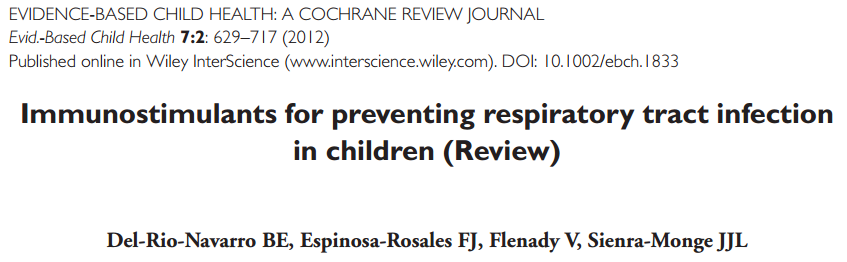 EVIDENCE-BASED CHILD HEALTH: A COCHRANE REVIEW JOURNAL
Evid.-Based Child Health 7:2: 629–717 (2012)
Published online in Wiley InterScience (www.interscience.wiley.com). DOI: 10.1002/ebch.1833
Immunostimulants for preventing respiratory tract infection
in children (Review)
Del-Rio-Navarro BE, Espinosa-Rosales FJ, Flenady V, Sienra-Monge JJL